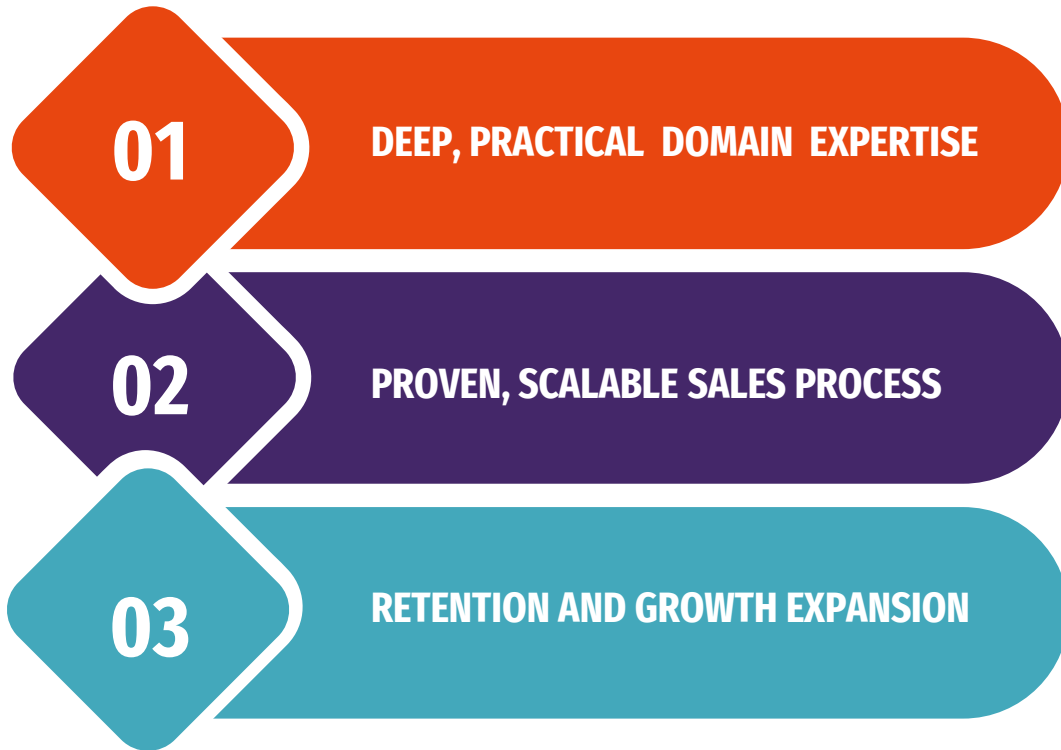 01
DEEP, PRACTICAL DOMAIN EXPERTISE
02
PROVEN, SCALABLE SALES PROCESS
03
RETENTION AND GROWTH EXPANSION